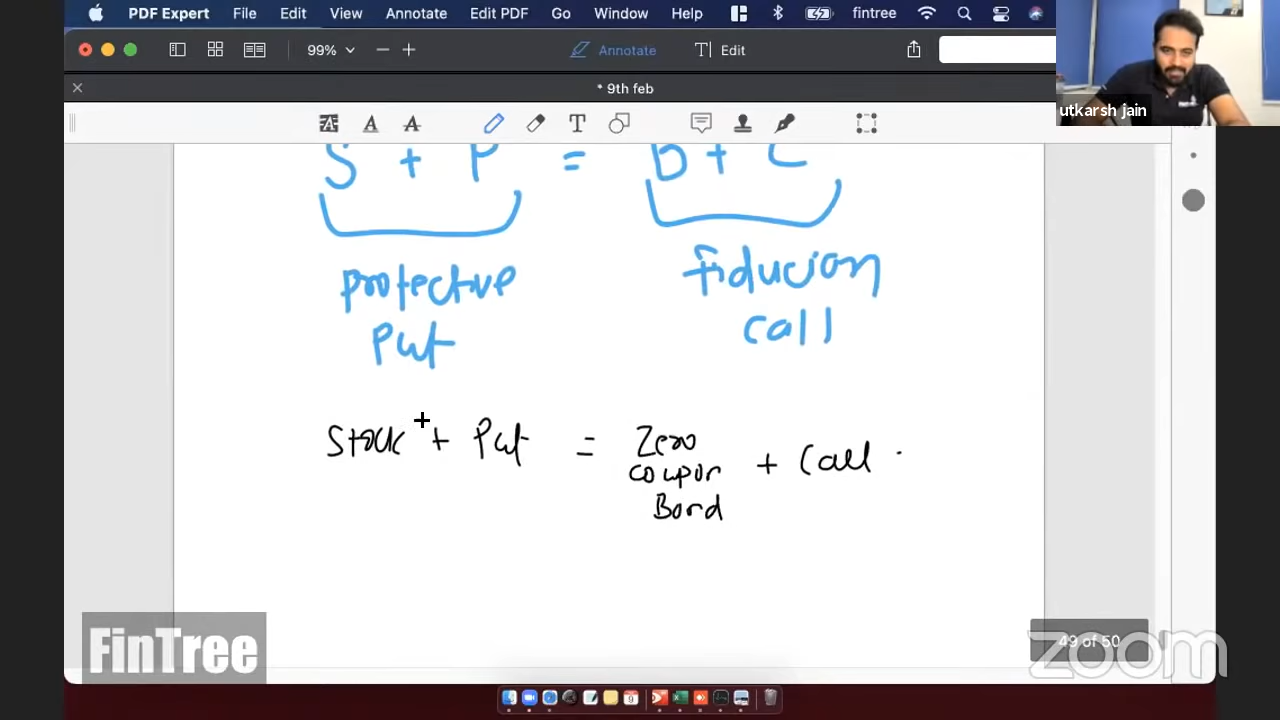 PDF Expert File Edit View Annotate Edit PDF Go Window Help fintree
99% Annotate Edit
* 9th feb
utkarsh jain
S + P = B + C
protective fiducion
Put call
Stock + Put = Zero + Call
coupon
Bond
FinTree
49 of 50
zoom